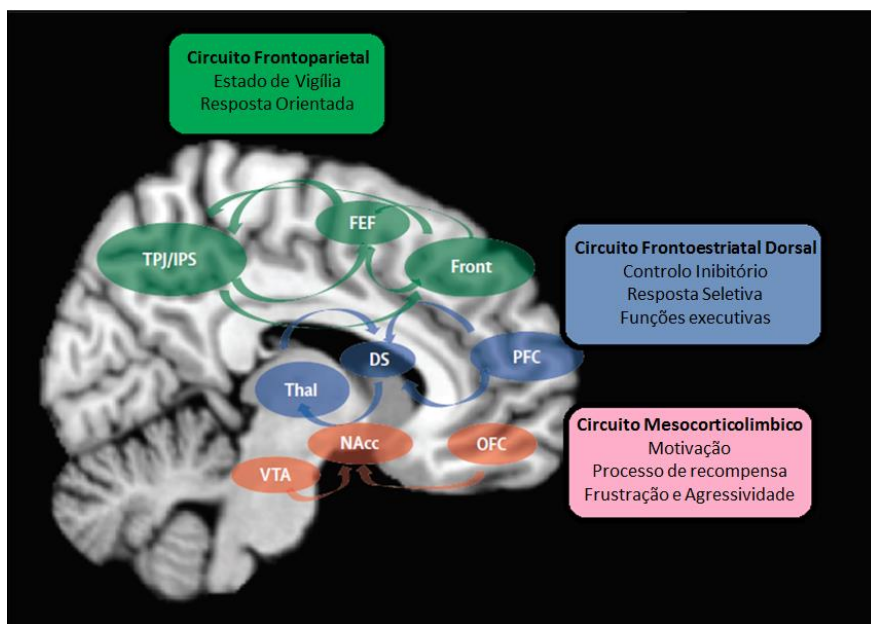 Circuito Frontoparietal
Estado de Vigília
Resposta Orientada
FEF
TPJ/IPS
Front
Circuito Frontoestriatal Dorsal
Controlo Inibitório
Resposta Seletiva
Funções executivas
DS
PFC
Thal
Circuito Mesocorticolimbico
Motivação
Processo de recompensa
Frustração e Agressividade
NAcc
OFC
VTA